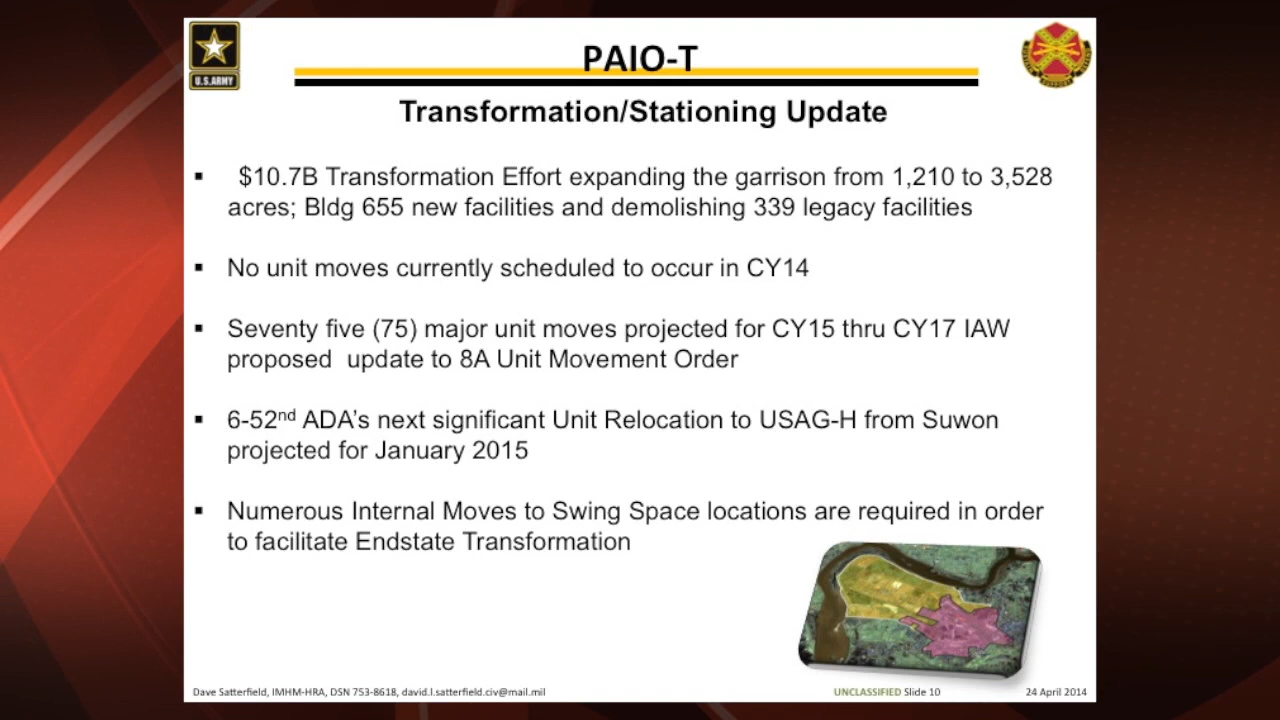 U.S.ARMY
PAIO-T
Transformation/Stationing Update
▪ $10.7B Transformation Effort expanding the garrison from 1,210 to 3,528
acres; Bldg 655 new facilities and demolishing 339 legacy facilities
▪ No unit moves currently scheduled to occur in CY14
▪ Seventy five (75) major unit moves projected for CY15 thru CY17 IAW
proposed  update to 8A Unit Movement Order
▪ 6-52nd ADA’s next significant Unit Relocation to USAG-H from Suwon
projected for January 2015
▪ Numerous Internal Moves to Swing Space locations are required in order
to facilitate Endstate Transformation
Dave Satterfield, IMHM-HRA, DSN 753-8618, david.l.satterfield.civ@mail.mil UNCLASSIFIED Slide 10 24 April 2014